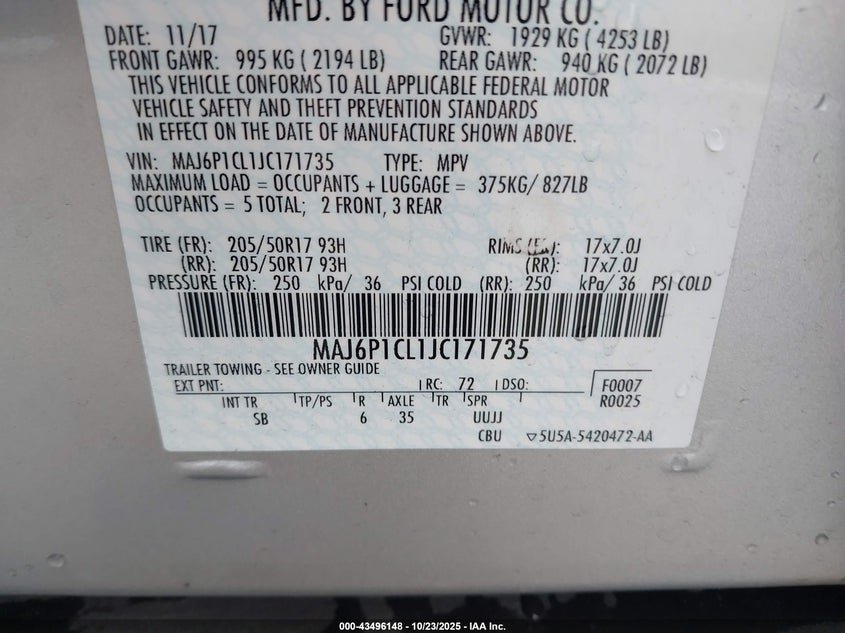 MFD. BY FORD MOTOR CO.
DATE: 11/17 GVWR: 1929 KG ( 4253 LB)
FRONT GAWR: 995 KG ( 2194 LB) REAR GAWR: 940 KG ( 2072 LB)
THIS VEHICLE CONFORMS TO ALL APPLICABLE FEDERAL MOTOR
VEHICLE SAFETY AND THEFT PREVENTION STANDARDS
IN EFFECT ON THE DATE OF MANUFACTURE SHOWN ABOVE.
VIN: MAJ6P1CL1JC171735 TYPE: MPV
MAXIMUM LOAD = OCCUPANTS + LUGGAGE = 375KG/ 827LB
OCCUPANTS = 5 TOTAL; 2 FRONT, 3 REAR
TIRE (FR): 205/50R17 93H RIMS : 17x7.0J
(RR): 205/50R17 93H (RR): 17x7.0J
PRESSURE (FR): 250 kPa/ 36 PSI COLD (RR): 250 kPa/ 36 PSI COLD
MAJ6P1CL1JC171735
TRAILER TOWING - SEE OWNER GUIDE
EXT PNT: RC: 72 DSO: F0007
R0025
INT TR TP/PS R AXLE TR SPR
SB 6 35 UUJJ
CBU ▽5U5A-5420472-AA
000-43496148 - 10/23/2025 - IAA Inc.